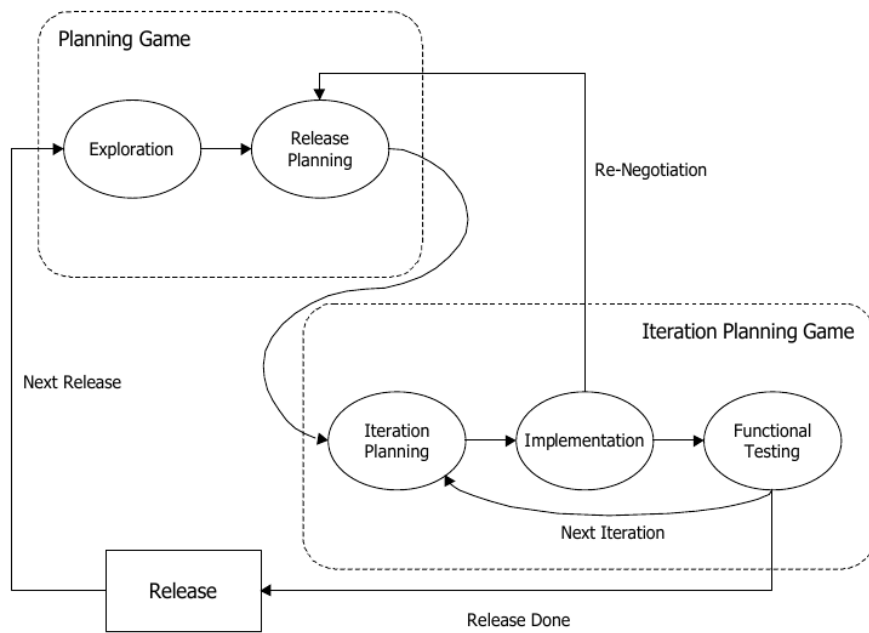 Planning Game
Exploration
Release
Planning
Re-Negotiation
Iteration Planning Game
Next Release
Iteration
Planning
Implementation
Functional
Testing
Next Iteration
Release
Release Done